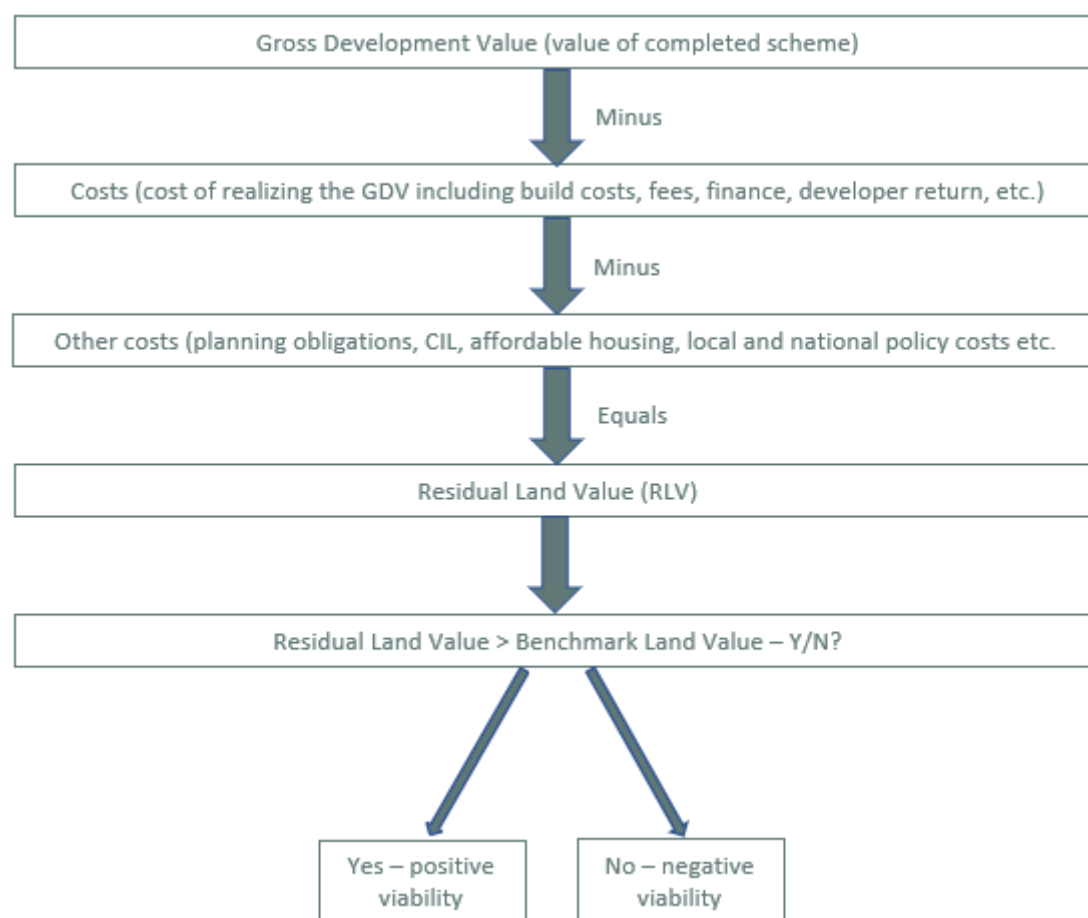 Gross Development Value (value of completed scheme)
Minus
Costs (cost of realizing the GDV including build costs, fees, finance, developer return, etc.)
Minus
Other costs (planning obligations, CIL, affordable housing, local and national policy costs etc.
Equals
Residual Land Value (RLV)
Residual Land Value > Benchmark Land Value – Y/N?
Yes – positive
viability
No – negative
viability